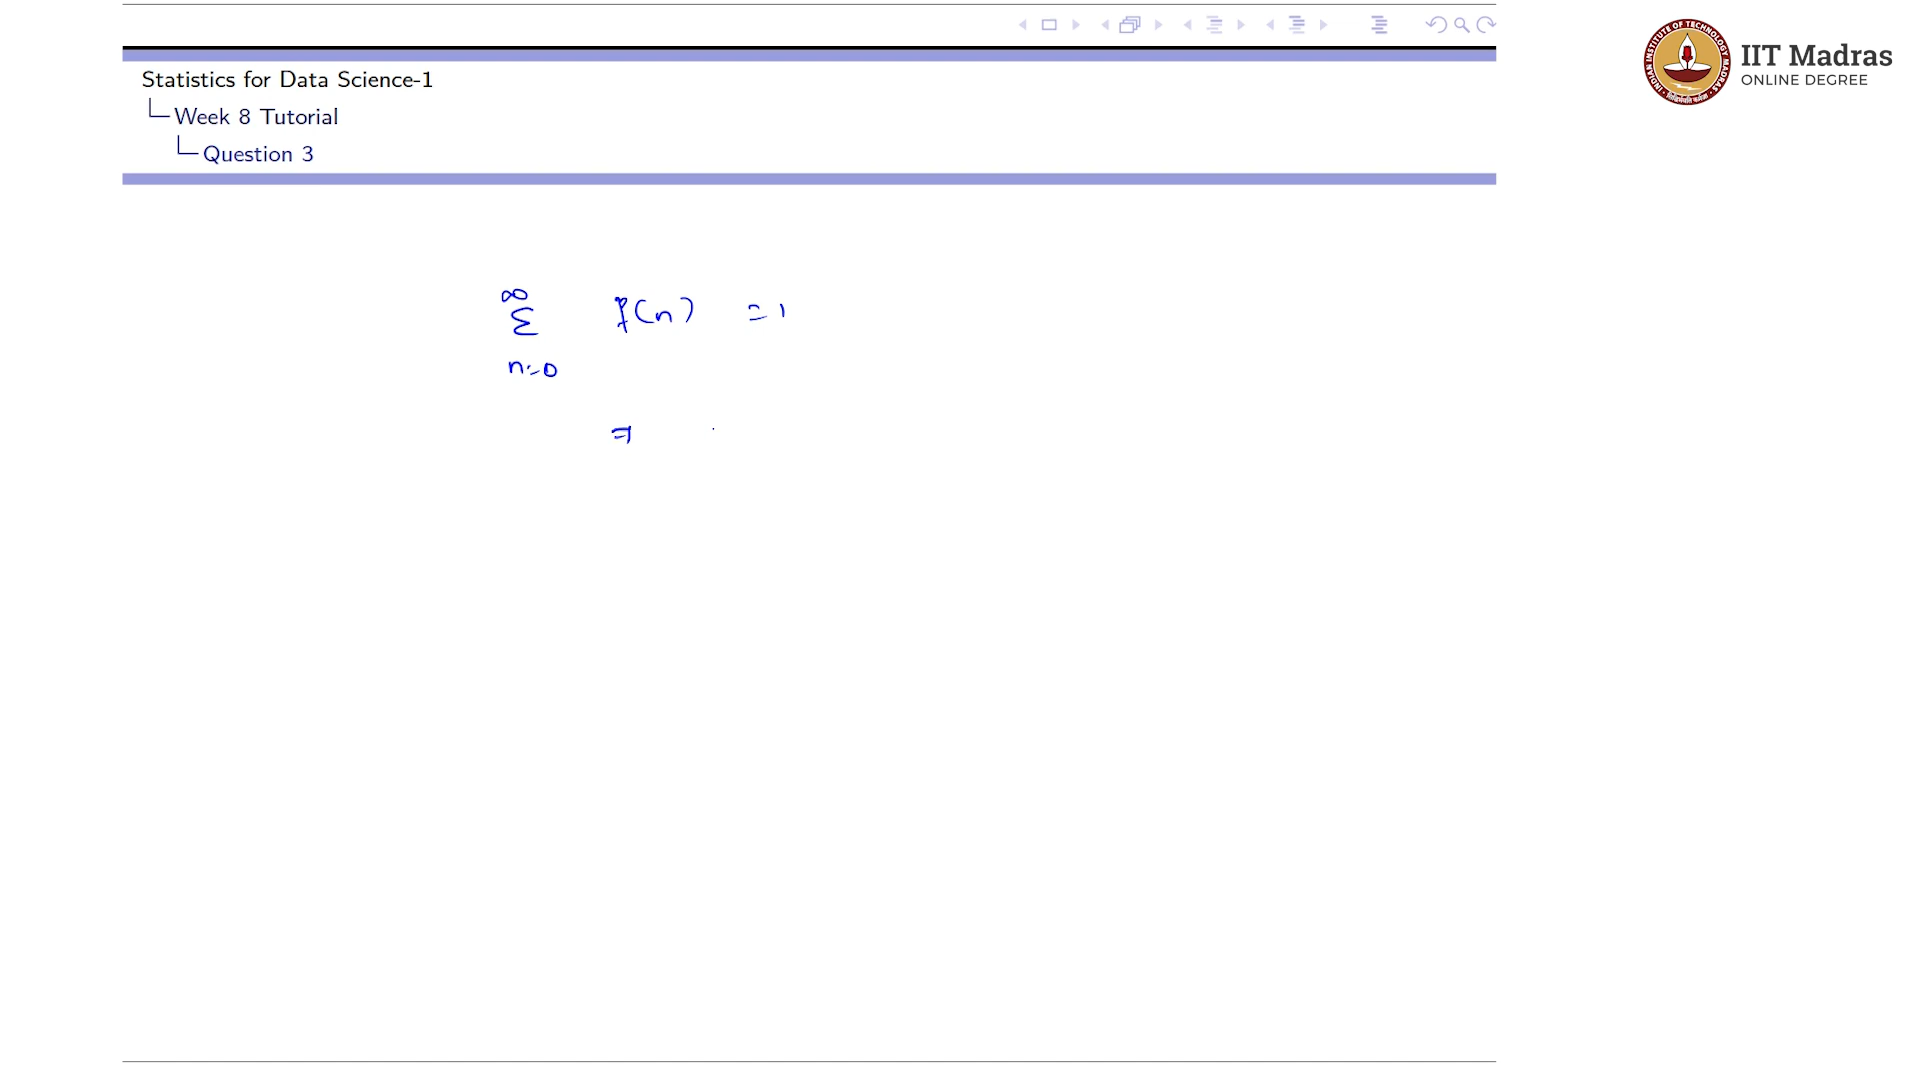 Statistics for Data Science-1
Week 8 Tutorial
Question 3
IIT Madras
ONLINE DEGREE
∞
Σ f(n) = 1
n=0
⇒